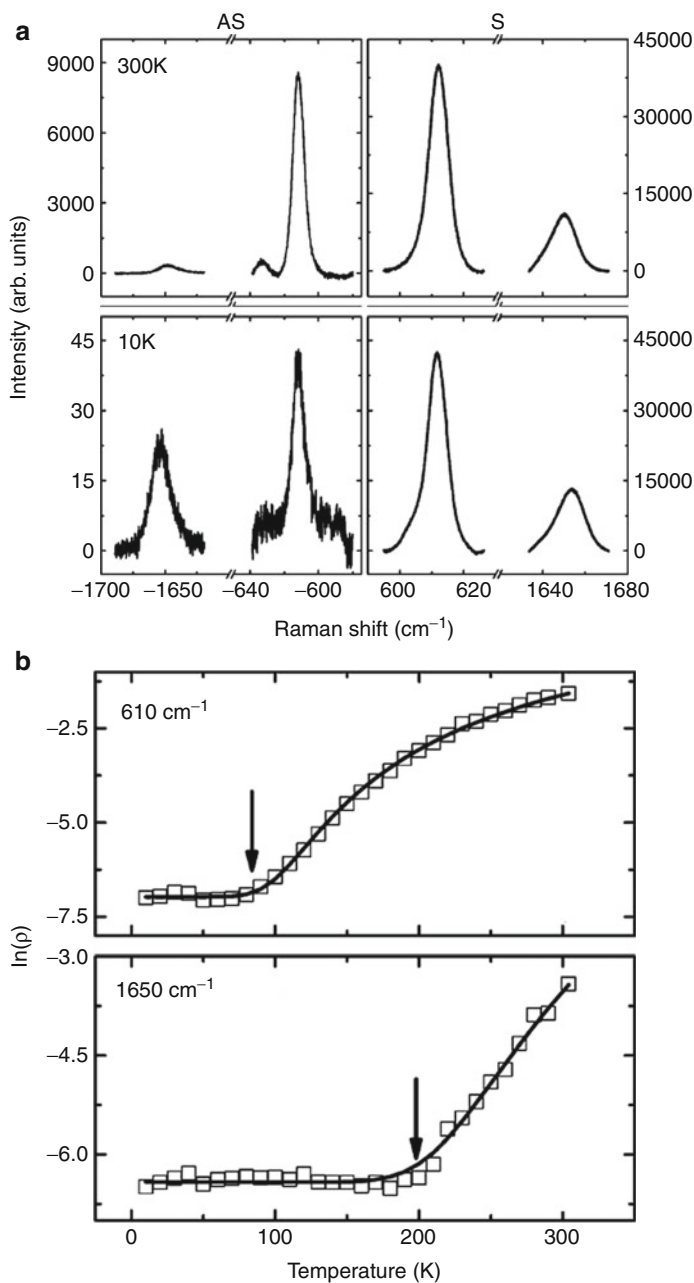 a
AS
S
300K
9000
6000
3000
0
45000
30000
15000
0
10K
45
30
15
0
45000
30000
15000
0
Intensity (arb. units)
−1700
−1650
−640
−600
600
620
1640
1680
Raman shift (cm−1)
b
610 cm−1
−2.5
−5.0
−7.5
1650 cm−1
−3.0
−4.5
−6.0
ln(ρ)
0
100
200
300
Temperature (K)